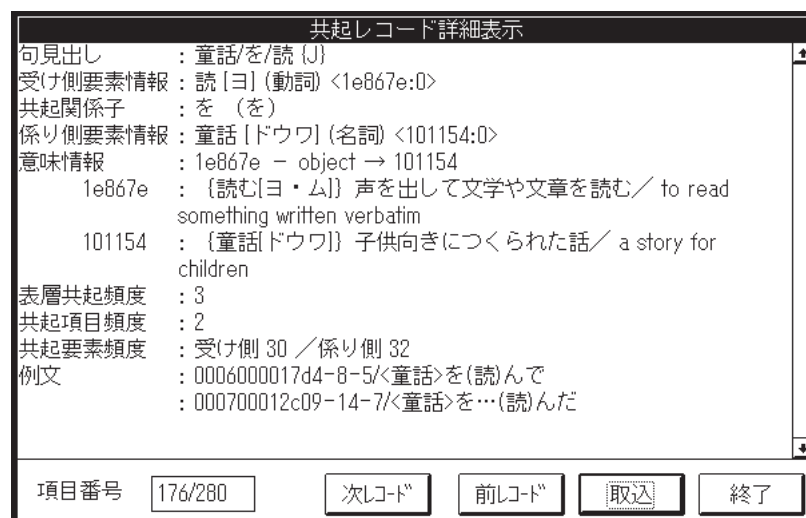 共起レコード詳細表示
句見出し : 童話/を/読 {J}
受け側要素情報 : 読 [ヨ] (動詞) <1e867e:0>
共起関係子 : を (を)
係り側要素情報 : 童話 [ドウワ] (名詞) <101154:0>
意味情報 : 1e867e － object → 101154
1e867e : {読む[ヨ・ム]} 声を出して文学や文章を読む／ to read
something written verbatim
101154 : {童話[ドウワ]} 子供向きにつくられた話／ a story for
children
表層共起頻度 : 3
共起項目頻度 : 2
共起要素頻度 : 受け側 30 ／係り側 32
例文 : 0006000017d4-8-5/<童話>を(読)んで
: 000700012c09-14-7/<童話>を…(読)んだ
項目番号 176/280 次ﾚｺｰﾄﾞ 前ﾚｺｰﾄﾞ 取込 終了